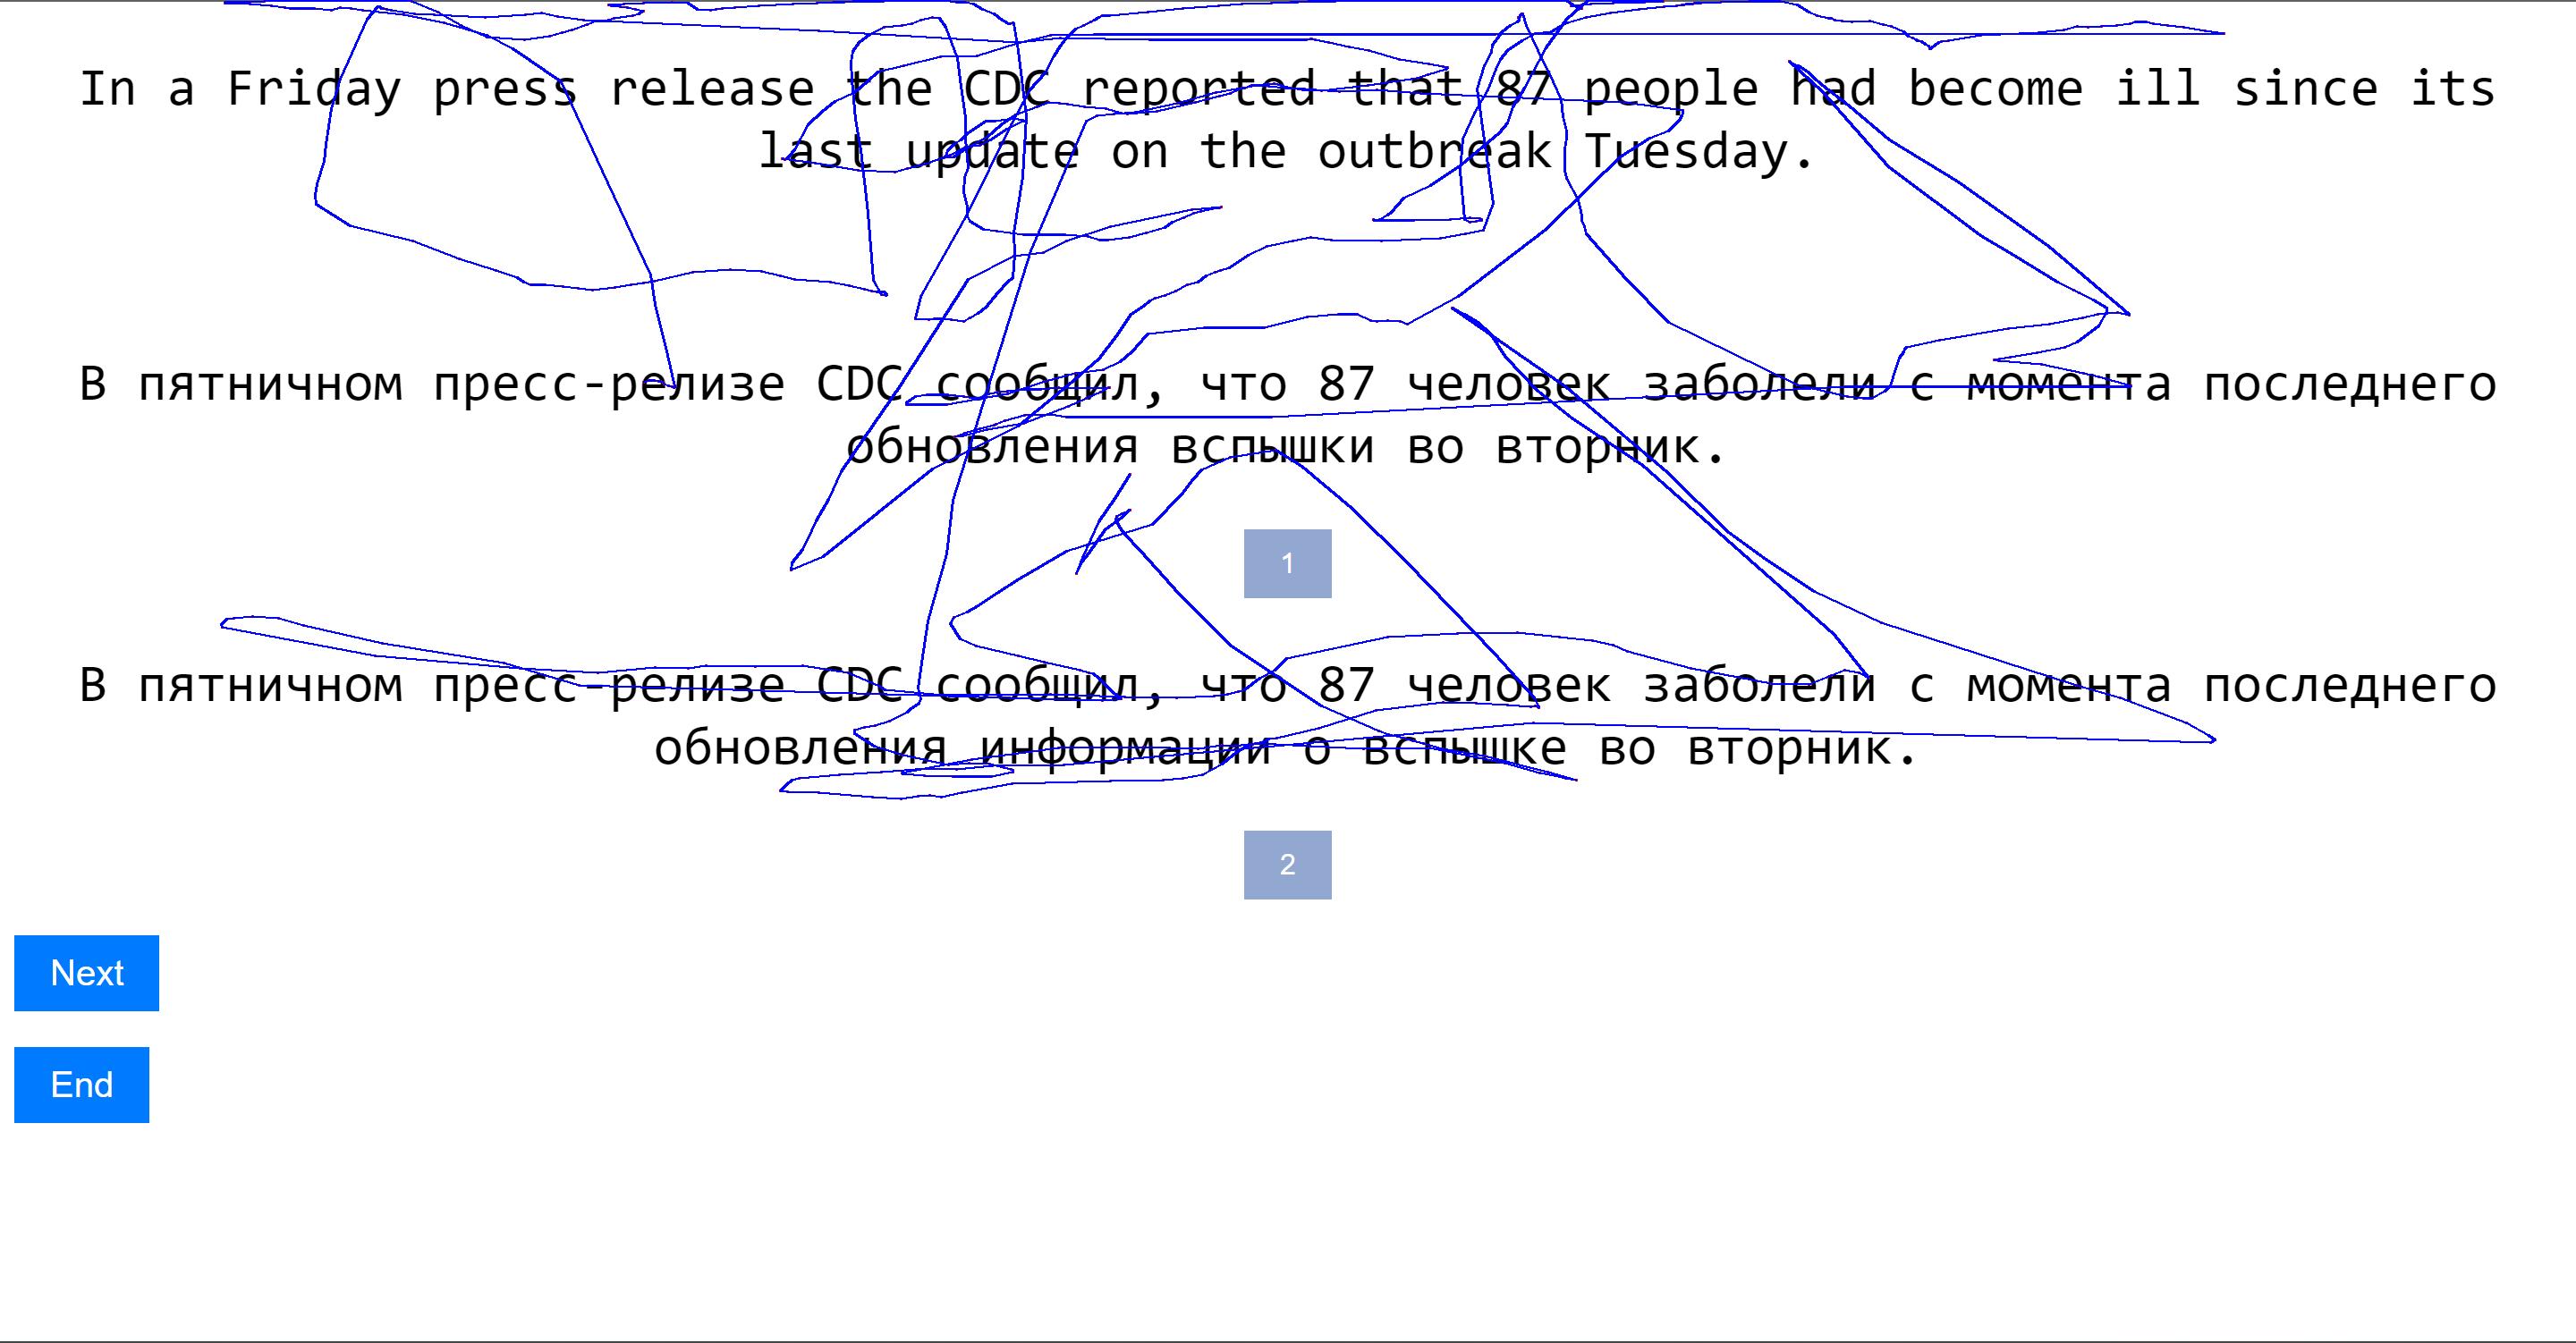 In a Friday press release the CDC reported that 87 people had become ill since its
last update on the outbreak Tuesday.
В пятничном пресс-релизе CDC сообщил, что 87 человек заболели с момента последнего
обновления вспышки во вторник.
1
В пятничном пресс-релизе CDC сообщил, что 87 человек заболели с момента последнего
обновления информации о вспышке во вторник.
2
Next
End